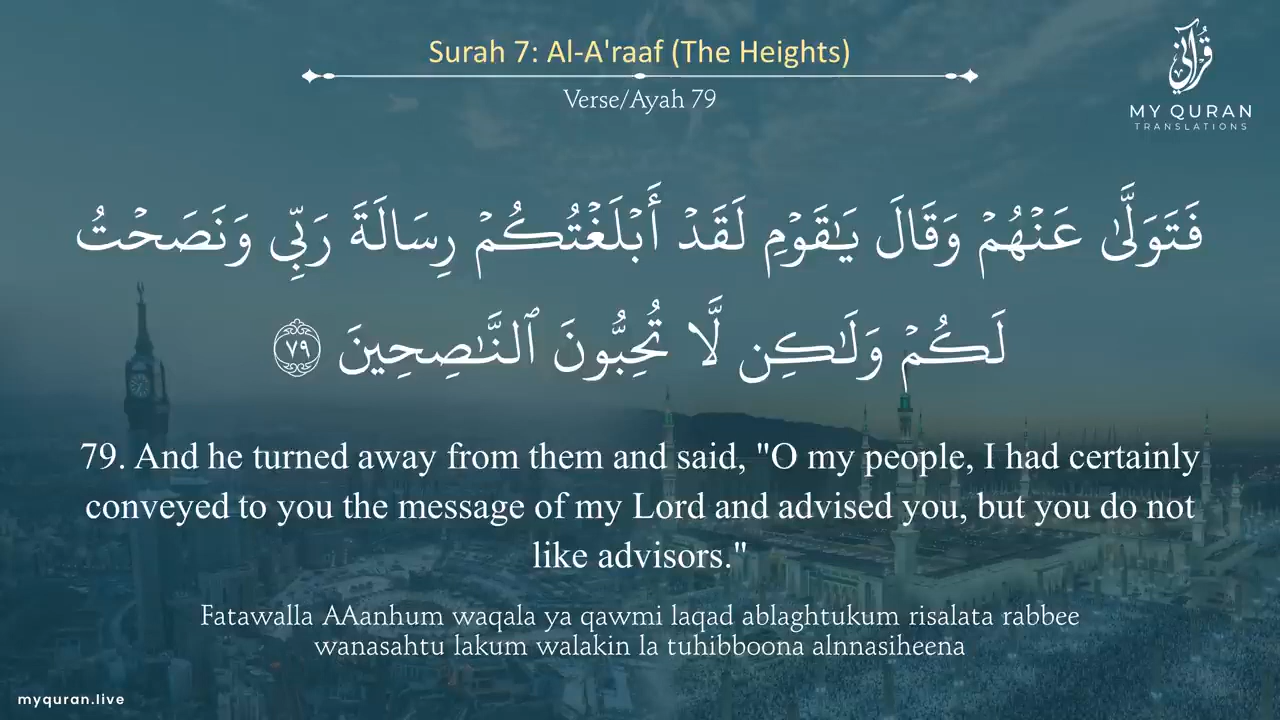 Surah 7: Al-A'raaf (The Heights)
Verse/Ayah 79
قُرْآنِي
MY QURAN
TRANSLATIONS
فَتَوَلَّىٰ عَنْهُمْ وَقَالَ يَـٰقَوْمِ لَقَدْ أَبْلَغْتُكُمْ رِسَالَةَ رَبِّى وَنَصَحْتُ
لَكُمْ وَلَـٰكِن لَّا تُحِبُّونَ ٱلنَّـٰصِحِينَ ٧٩
79. And he turned away from them and said, "O my people, I had certainly
conveyed to you the message of my Lord and advised you, but you do not
like advisors."
Fatawalla AAanhum waqala ya qawmi laqad ablaghtukum risalata rabbee
wanasahtu lakum walakin la tuhibboona alnnasiheena
myquran.live